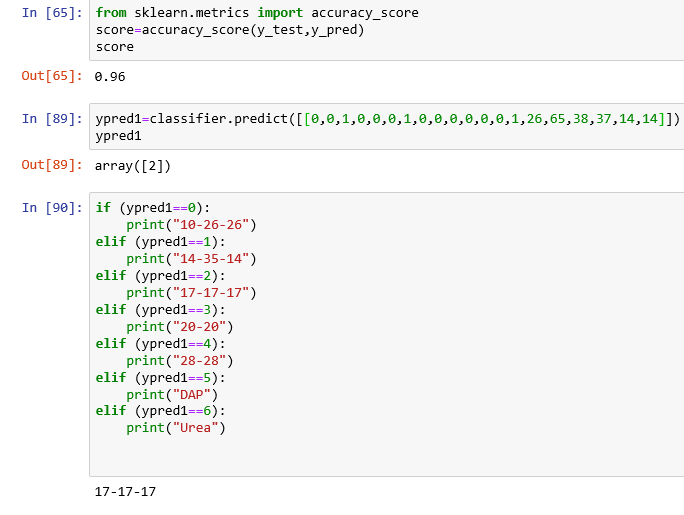 In [65]: from sklearn.metrics import accuracy_score
score=accuracy_score(y_test,y_pred)
score
Out[65]: 0.96
In [89]: ypred1=classifier.predict([[0,0,1,0,0,0,1,0,0,0,0,0,0,1,26,65,38,37,14,14]])
ypred1
Out[89]: array([2])
In [90]: if (ypred1==0):
    print("10-26-26")
elif (ypred1==1):
    print("14-35-14")
elif (ypred1==2):
    print("17-17-17")
elif (ypred1==3):
    print("20-20")
elif (ypred1==4):
    print("28-28")
elif (ypred1==5):
    print("DAP")
elif (ypred1==6):
    print("Urea")
17-17-17